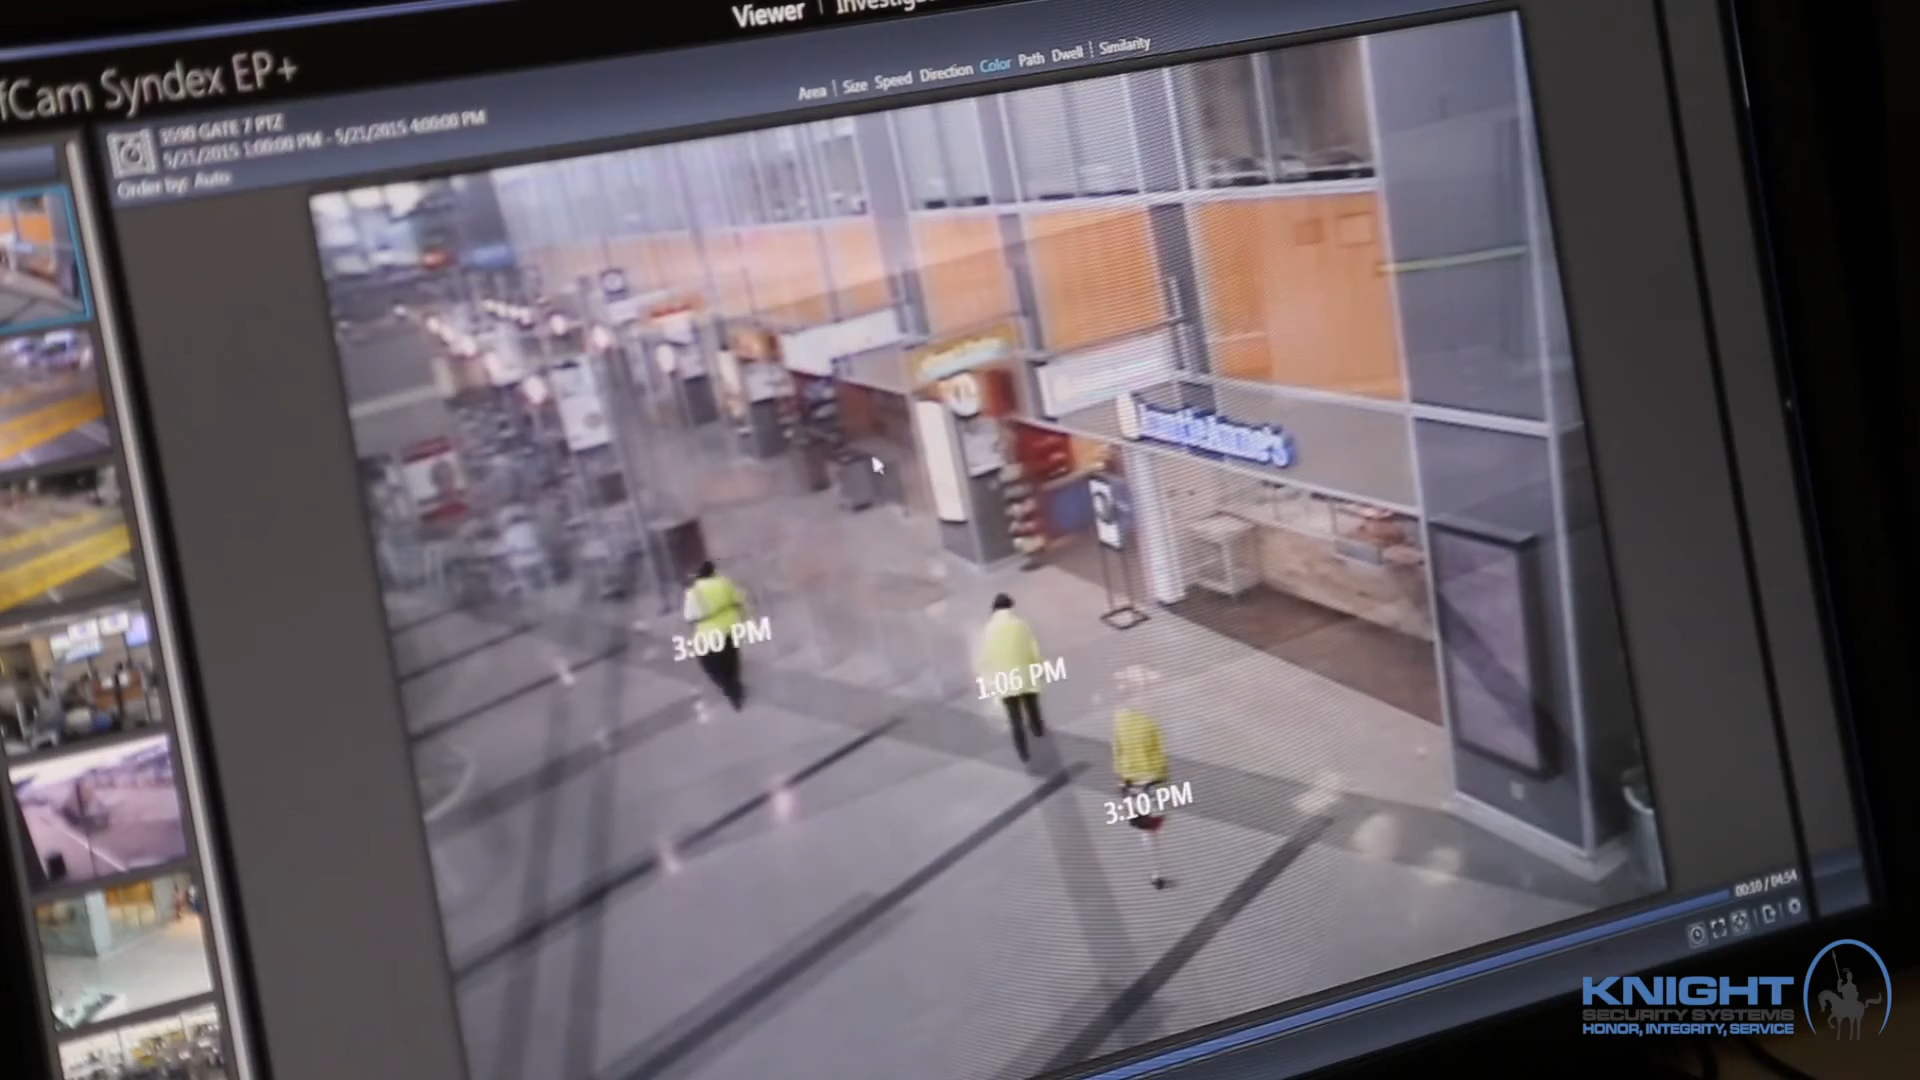 Viewer | Investiga
fCam Syndex EP+
Area | Size Speed Direction Color Path Dwell | Similarity
3590 GATE 7 PTZ
5/21/2015 1:00:00 PM - 5/21/2015 4:00:00 PM
Order by: Auto
3:00 PM
1:06 PM
3:10 PM
00:10 / 04:54
KNIGHT
SECURITY SYSTEMS
HONOR, INTEGRITY, SERVICE